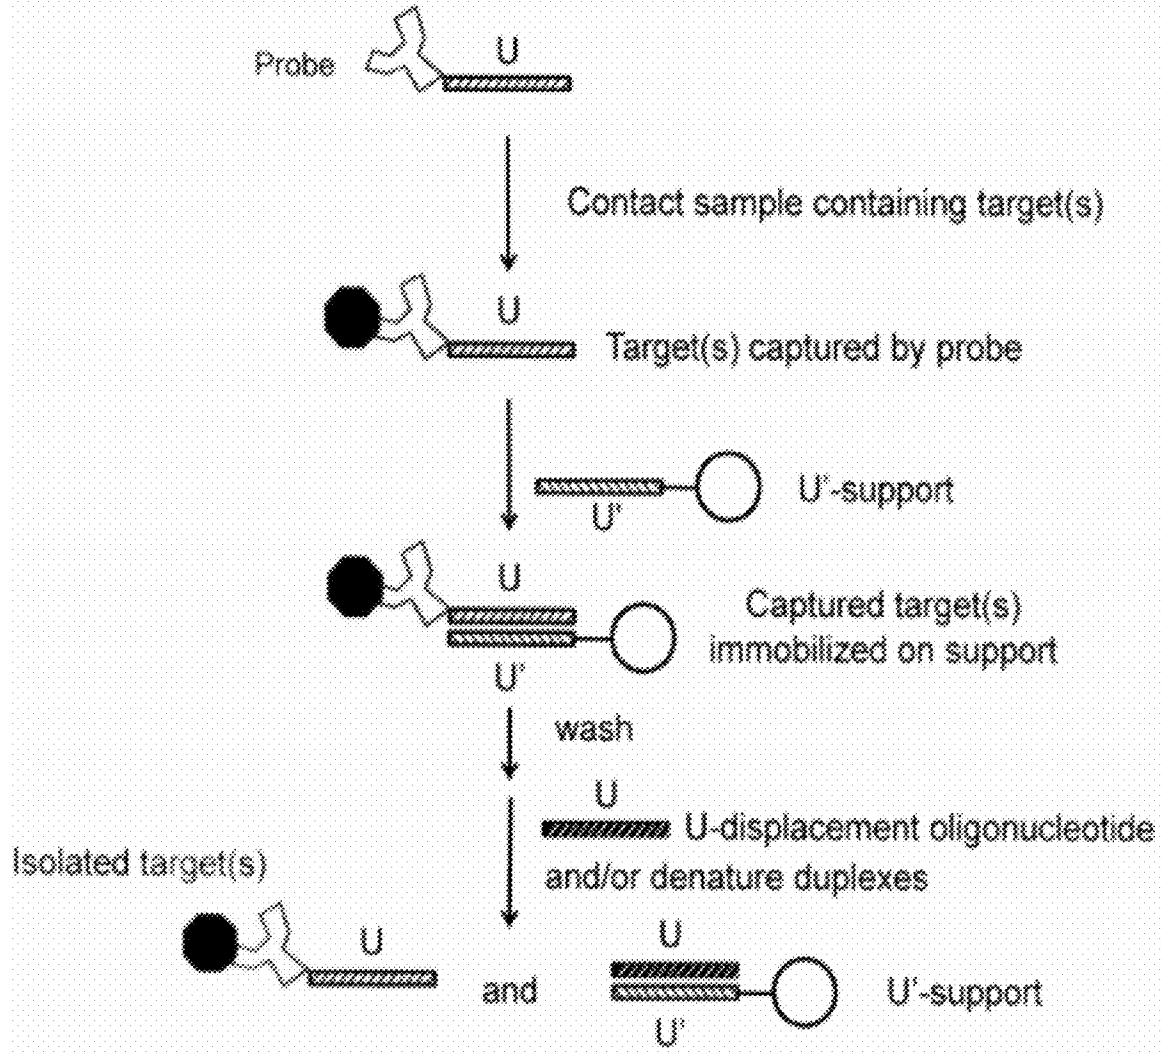 U
Probe
Contact sample containing target(s)
U
Target(s) captured by probe
U'-support
U'
U
Captured target(s)
immobilized on support
U'
wash
U
U-displacement oligonucleotide
and/or denature duplexes
Isolated target(s)
U
U
and
U'-support
U'